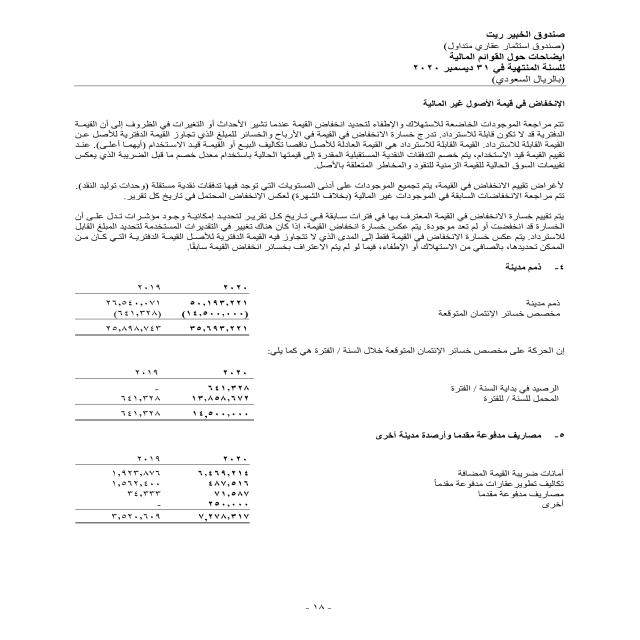 صندوق الخبير ريت
(صندوق استثمار عقاري متداول)
إيضاحات حول القوائم المالية
للسنة المنتهية في ٣١ ديسمبر ٢٠٢٠
(بالريال السعودي)
الإنخفاض في قيمة الأصول غير المالية
تتم مراجعة الموجودات الخاضعة للاستهلاك والإطفاء لتحديد انخفاض القيمة عندما تشير الأحداث أو التغيرات في الظروف إلى أن القيمة
الدفترية قد لا تكون قابلة للاسترداد. تدرج خسارة الانخفاض في القيمة في الأرباح والخسائر للمبلغ الذي تجاوز القيمة الدفترية للأصل عن
القيمة القابلة للاسترداد. القيمة القابلة للاسترداد هي القيمة العادلة للأصل ناقصا تكاليف البيع أو القيمة قيد الاستخدام (أيهما أعلى). عند
تقييم القيمة قيد الاستخدام، يتم خصم التدفقات النقدية المستقبلية المقدرة إلى قيمتها الحالية باستخدام معدل خصم ما قبل الضريبة الذي يعكس
تقييمات السوق الحالية للقيمة الزمنية للنقود والمخاطر المتعلقة بالأصل.
لأغراض تقييم الانخفاض في القيمة، يتم تجميع الموجودات على أدنى المستويات التي توجد فيها تدفقات نقدية مستقلة (وحدات توليد النقد).
تتم مراجعة الانخفاضات السابقة في موجودات غير المالية (بخلاف الشهرة) لعكس الإنخفاض المحتمل في تاريخ كل تقرير.
يتم تقييم خسارة الانخفاض في القيمة المعترف بها في فترات سابقة في تاريخ كل تقرير لتحديد إمكانية وجود مؤشرات تدل على أن
الخسارة قد انخفضت أو لم تعد موجودة. يتم عكس خسارة الانخفاض في القيمة، إذا كان هناك تغيير في التقديرات المستخدمة لتحديد المبلغ القابل
للاسترداد. يتم عكس خسارة الانخفاض في القيمة فقط إلى المدى الذي لا تتجاوز فيه القيمة الدفترية للأصل القيمة الدفترية التي كان من
الممكن تحديدها، بالصافي من الاستهلاك أو الإطفاء، فيما لو لم يتم الاعتراف بخسائر انخفاض القيمة سابقًا.
٤- ذمم مدينة
٢٠٢٠ ٢٠١٩
ذمم مدينة ٥٠,١٩٣,٢٢١ ٢٦,٥٤٠,٠٧١
مخصص خسائر الإئتمان المتوقعة (١٤,٥٠٠,٠٠٠) (٦٤١,٣٢٨)
٣٥,٦٩٣,٢٢١ ٢٥,٨٩٨,٧٤٣
إن الحركة على مخصص خسائر الإئتمان المتوقعة خلال السنة / الفترة هي كما يلي:
٢٠٢٠ ٢٠١٩
الرصيد في بداية السنة / الفترة ٦٤١,٣٢٨ -
المحمل للسنة / للفترة ١٣,٨٥٨,٦٧٢ ٦٤١,٣٢٨
١٤,٥٠٠,٠٠٠ ٦٤١,٣٢٨
٥- مصاريف مدفوعة مقدما وأرصدة مدينة أخرى
٢٠٢٠ ٢٠١٩
أمانات ضريبة القيمة المضافة ٦,٤٦٩,٢١٤ ١,٩٢٣,٨٧٦
تكاليف تطوير عقارات مدفوعة مقدماً ٤٨٧,٥١٦ ١,٥٦٢,٤٠٠
مصاريف مدفوعة مقدما ٧١,٥٨٧ ٣٤,٣٣٣
أخرى ٢٥٠,٠٠٠ -
٧,٢٧٨,٣١٧ ٣,٥٢٠,٦٠٩
- ١٨ -